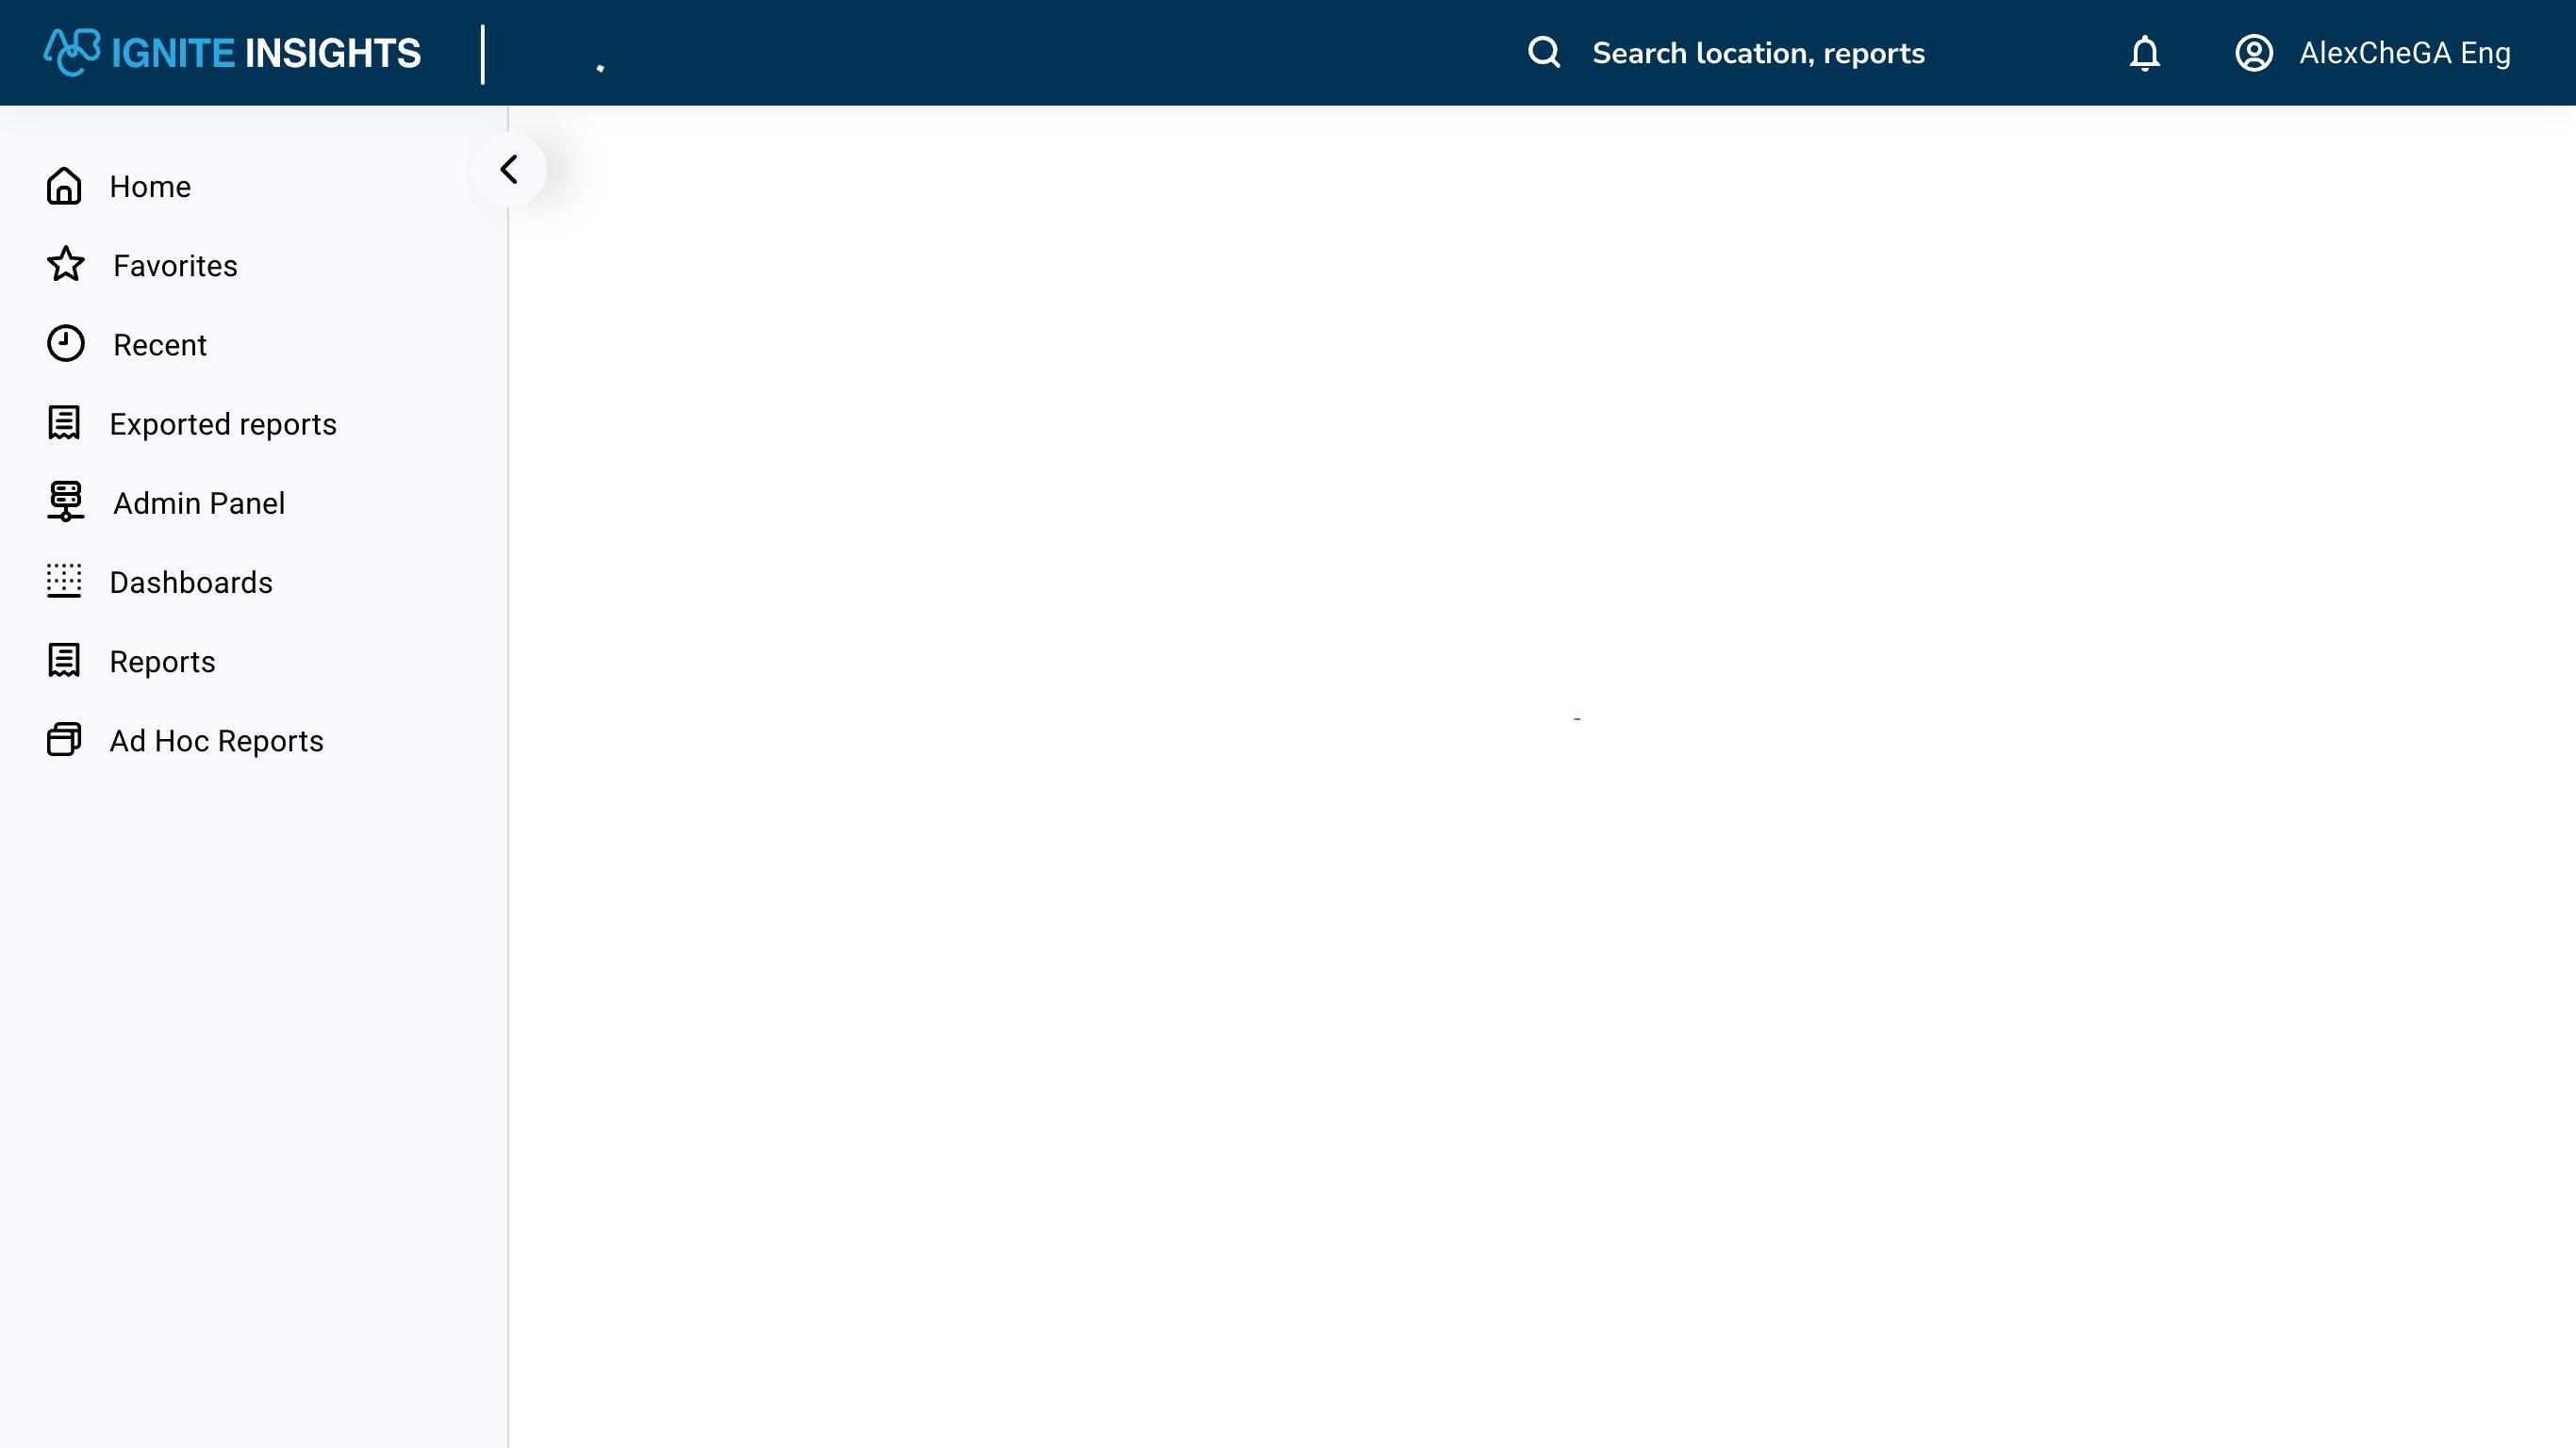 IGNITE INSIGHTS
Search location, reports
AlexCheGA Eng
Home
Favorites
Recent
Exported reports
Admin Panel
Dashboards
Reports
Ad Hoc Reports